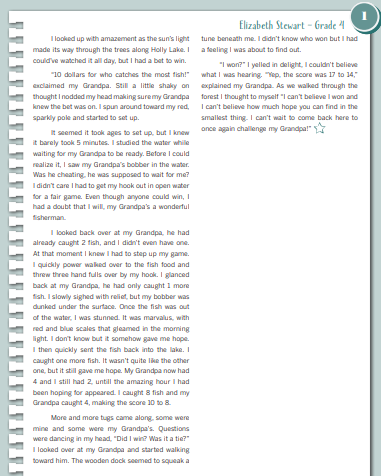 1
Elizabeth Stewart – Grade 4
I looked up with amazement as the sun's light
made its way through the trees along Holly Lake. I
could've watched it all day, but I had a bet to win.
"10 dollars for who catches the most fish!"
exclaimed my Grandpa. Still a little shaky on
thought I nodded my head making sure my Grandpa
knew the bet was on. I spun around toward my red,
sparkly pole and started to set up.
It seemed it took ages to set up, but I knew
it barely took 5 minutes. I studied the water while
waiting for my Grandpa to be ready. Before I could
realize it, I saw my Grandpa's bobber in the water.
Was he cheating, he was supposed to wait for me?
I didn't care I had to get my hook out in open water
for a fair game. Even though anyone could win, I
had a doubt that I will, my Grandpa's a wonderful
fisherman.
I looked back over at my Grandpa, he had
already caught 2 fish, and I didn't even have one.
At that moment I knew I had to step up my game.
I quickly power walked over to the fish food and
threw three hand fulls over by my hook. I glanced
back at my Grandpa, he had only caught 1 more
fish. I slowly sighed with relief, but my bobber was
dunked under the surface. Once the fish was out
of the water, I was stunned. It was marvalus, with
red and blue scales that gleamed in the morning
light. I don't know but it somehow gave me hope.
I then quickly sent the fish back into the lake. I
caught one more fish. It wasn't quite like the other
one, but it still gave me hope. My Grandpa now had
4 and I still had 2, untill the amazing hour I had
been hoping for appeared. I caught 8 fish and my
Grandpa caught 4, making the score 10 to 8.
More and more tugs came along, some were
mine and some were my Grandpa's. Questions
were dancing in my head, "Did I win? Was it a tie?"
I looked over at my Grandpa and started walking
toward him. The wooden dock seemed to squeak a
tune beneath me. I didn't know who won but I had
a feeling I was about to find out.
"I won?" I yelled in delight, I couldn't believe
what I was hearing. "Yep, the score was 17 to 14,"
explained my Grandpa. As we walked through the
forest I thought to myself "I can't believe I won and
I can't believe how much hope you can find in the
smallest thing. I can't wait to come back here to
once again challenge my Grandpa!"